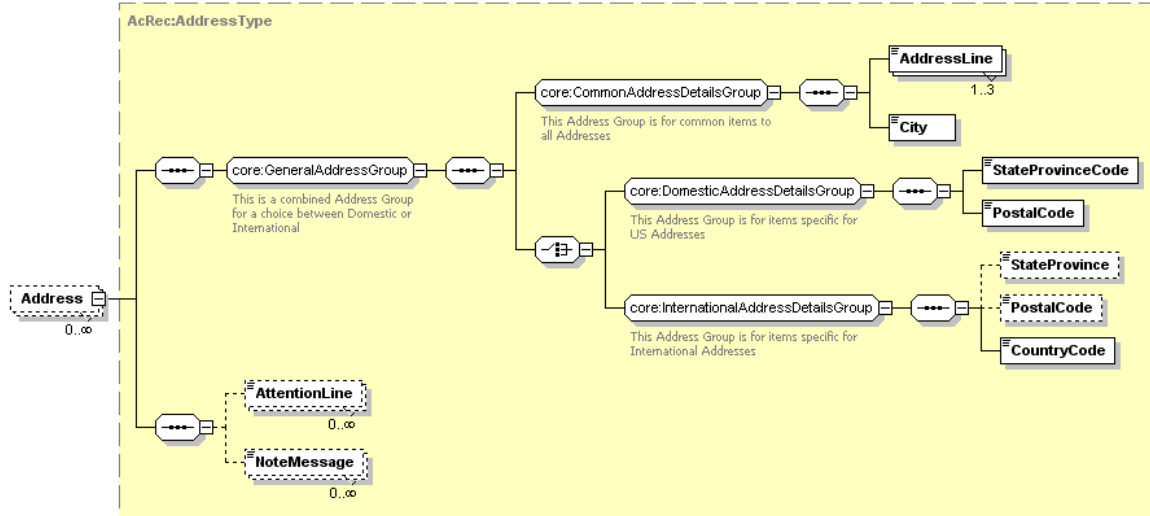 AcRec:AddressType
AddressLine
1..3
core:CommonAddressDetailsGroup
This Address Group is for common items to
all Addresses
City
core:GeneralAddressGroup
This is a combined Address Group
for a choice between Domestic or
International
StateProvinceCode
core:DomesticAddressDetailsGroup
This Address Group is for items specific for
US Addresses
PostalCode
StateProvince
Address
0..∞
core:InternationalAddressDetailsGroup
This Address Group is for items specific for
International Addresses
PostalCode
CountryCode
AttentionLine
0..∞
NoteMessage
0..∞